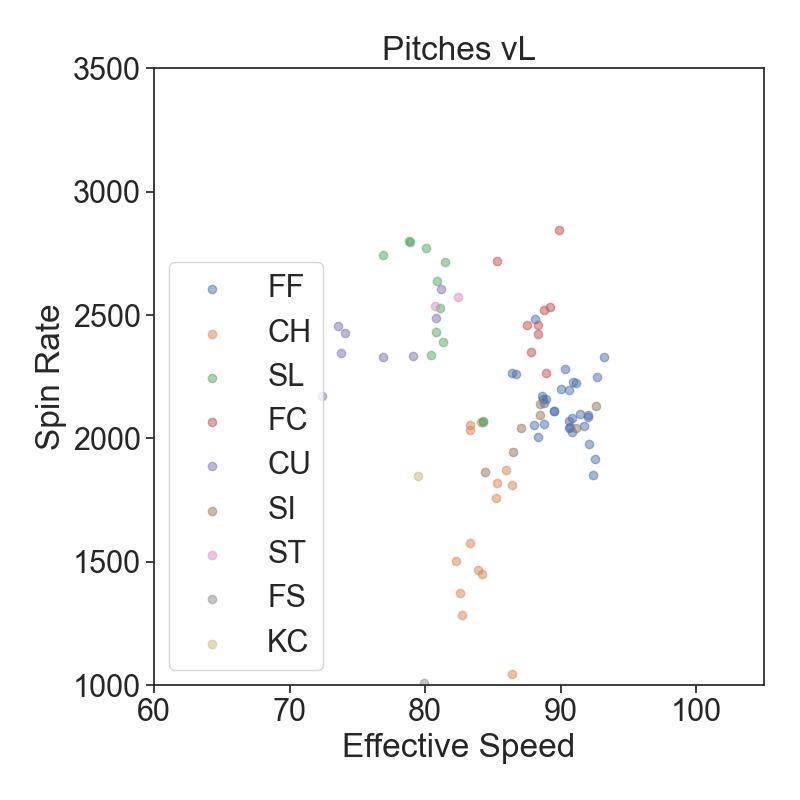 Pitches vL
3500
3000
2500
2000
1500
1000
Spin Rate
FF
CH
SL
FC
CU
SI
ST
FS
KC
60
70
80
90
100
Effective Speed